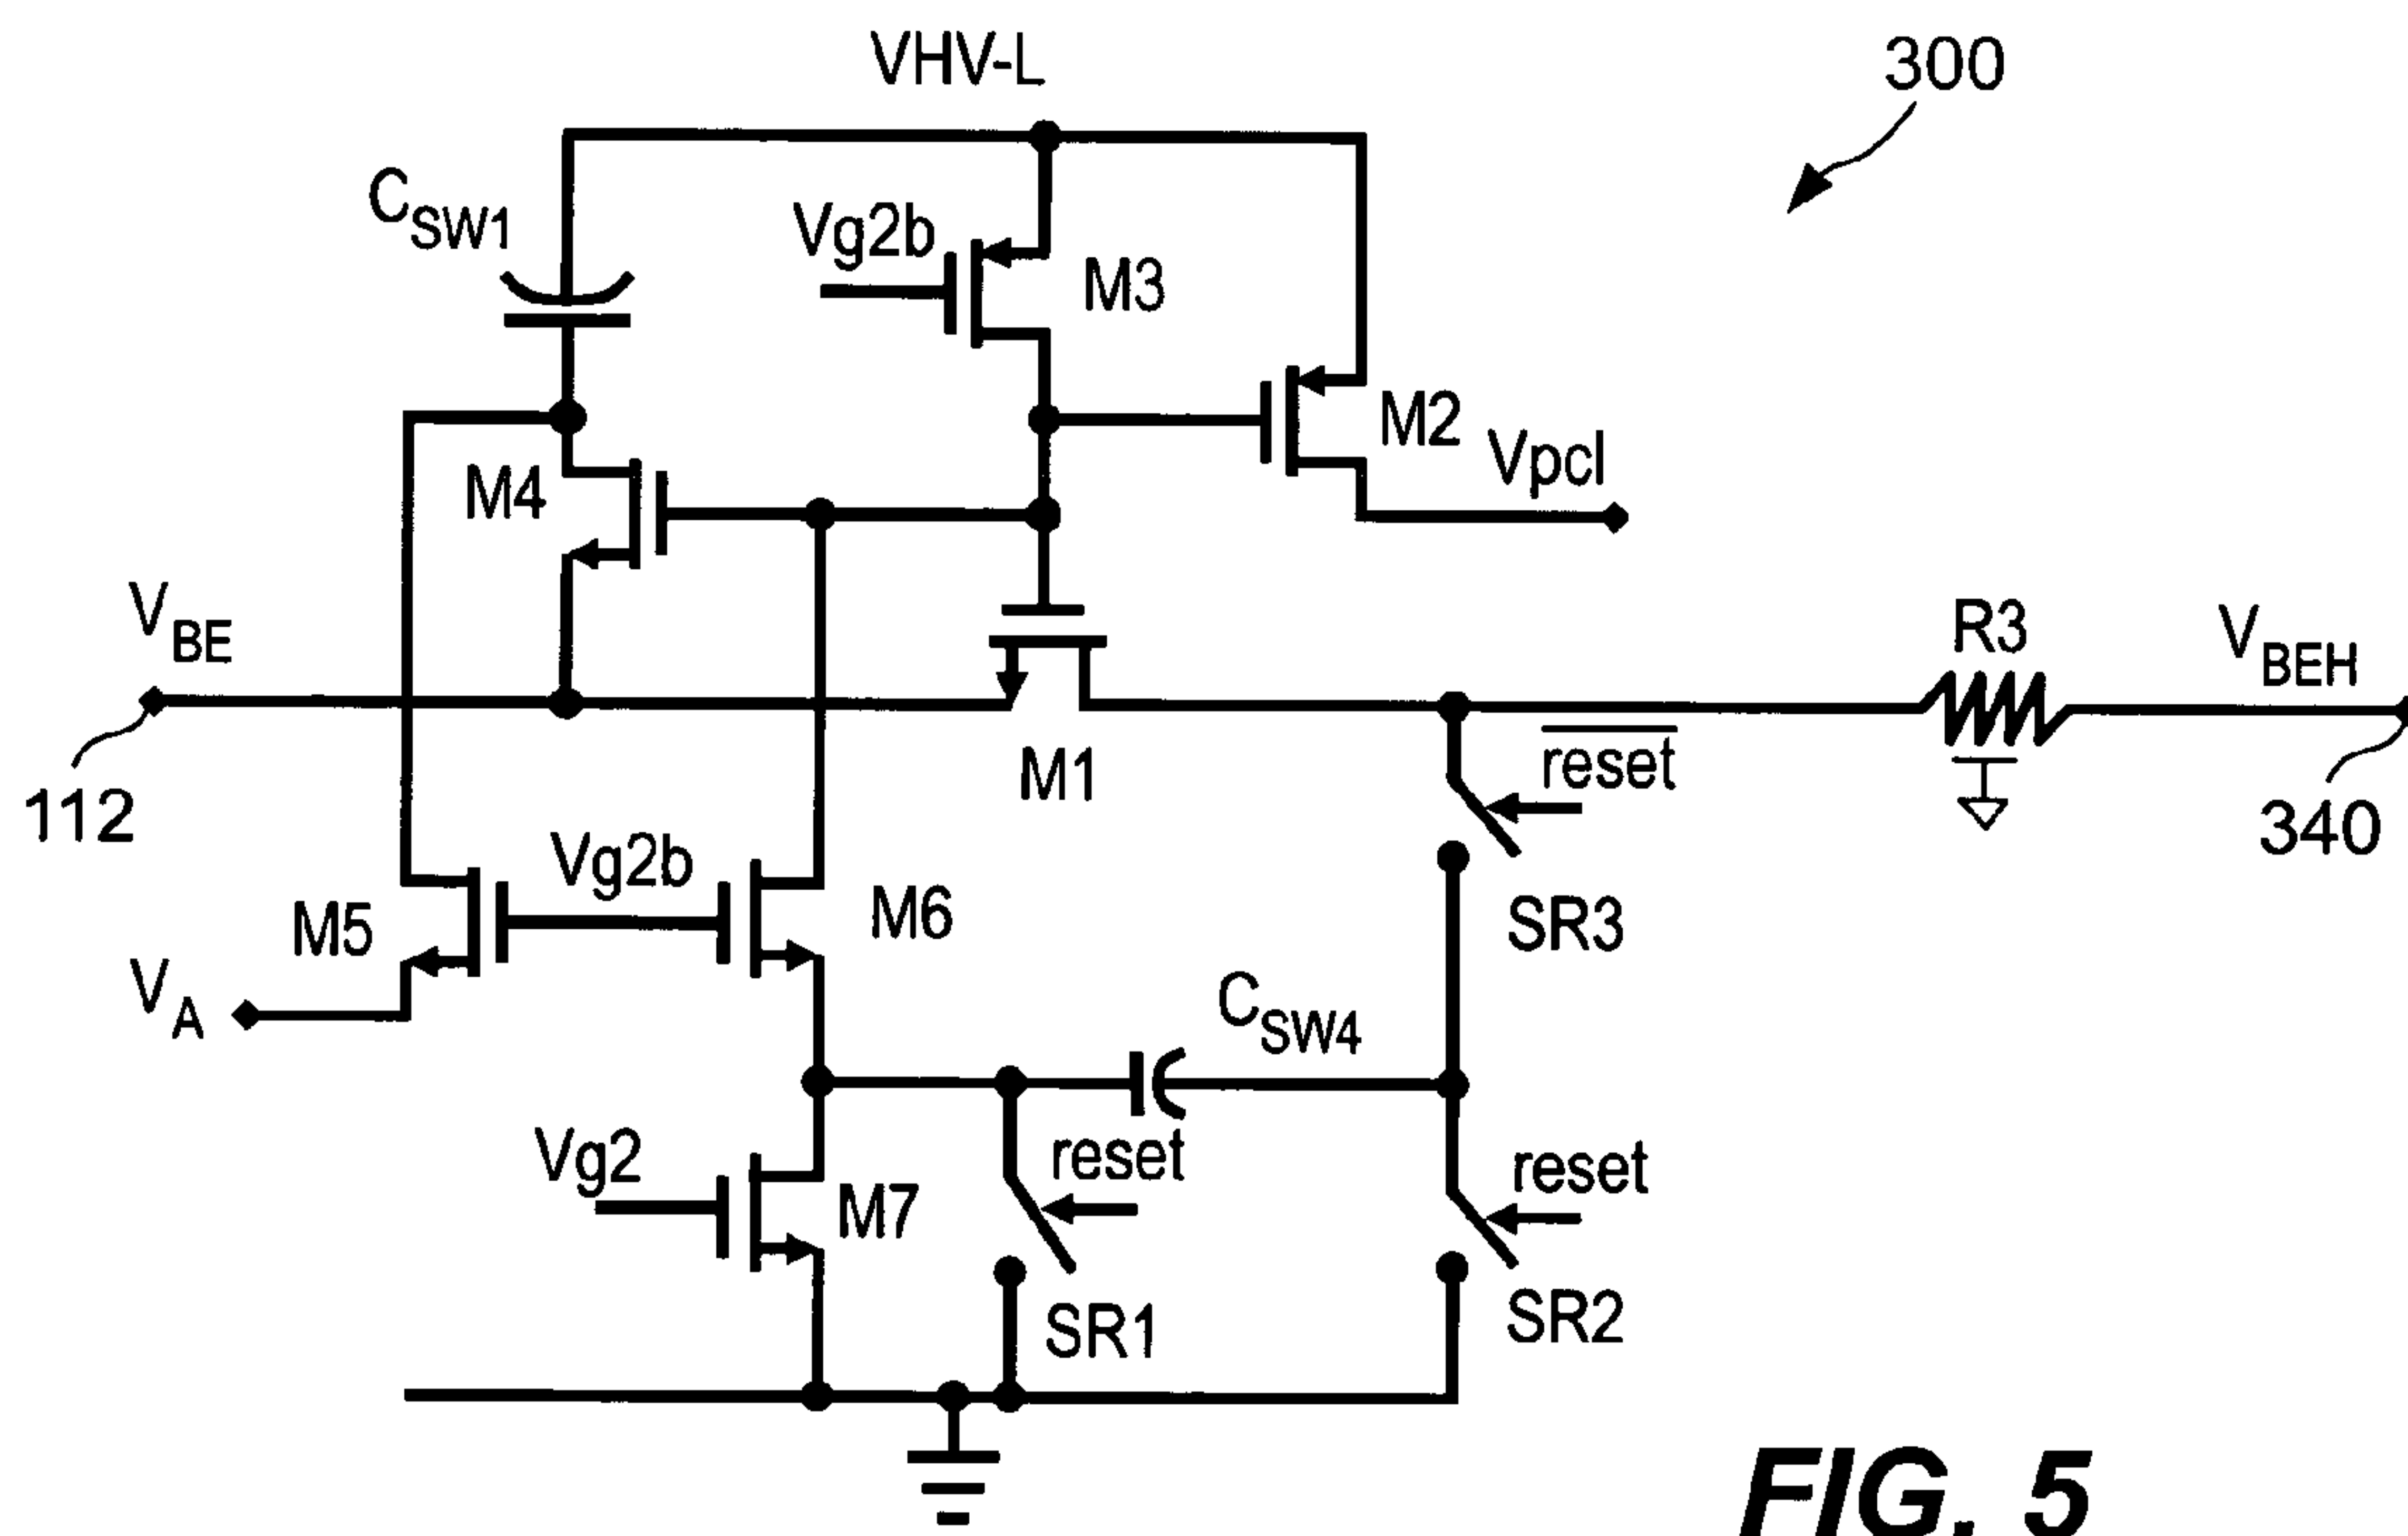 VHV-L
300
CSW1
Vg2b
M3
M2
Vpcl
M4
VBE
R3
VBEH
reset
M1
112
340
Vg2b
M5
M6
SR3
VA
CSW4
Vg2
reset
reset
M7
SR1
SR2
FIG. 5